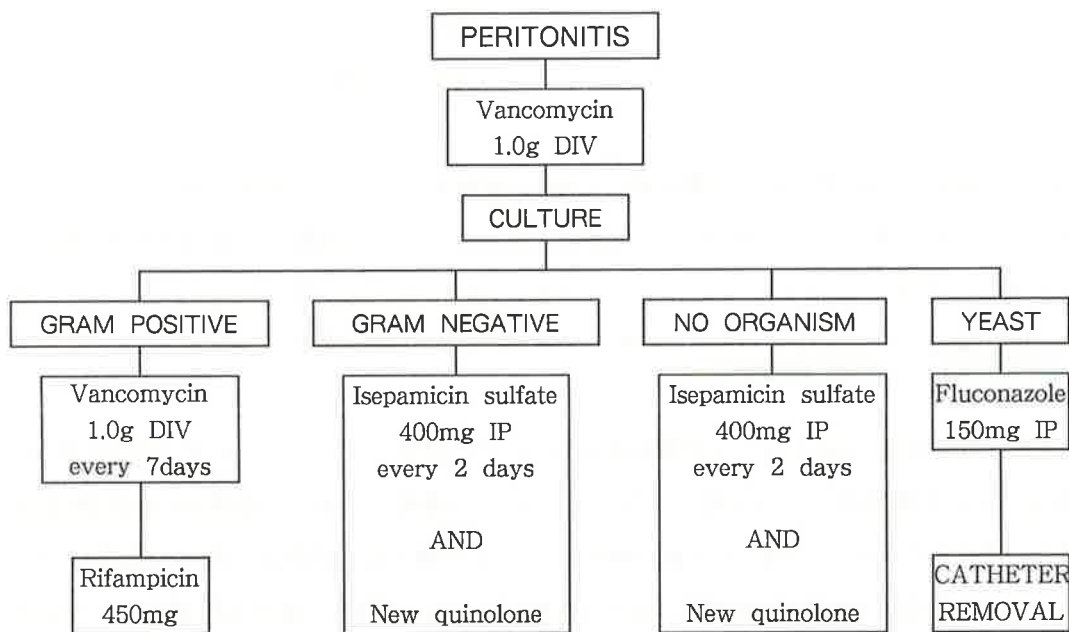 PERITONITIS
Vancomycin
1.0g DIV
CULTURE
GRAM POSITIVE
Vancomycin
1.0g DIV
every 7days
Rifampicin
450mg
GRAM NEGATIVE
Isepamicin sulfate
400mg IP
every 2 days
AND
New quinolone
NO ORGANISM
Isepamicin sulfate
400mg IP
every 2 days
AND
New quinolone
YEAST
Fluconazole
150mg IP
CATHETER
REMOVAL